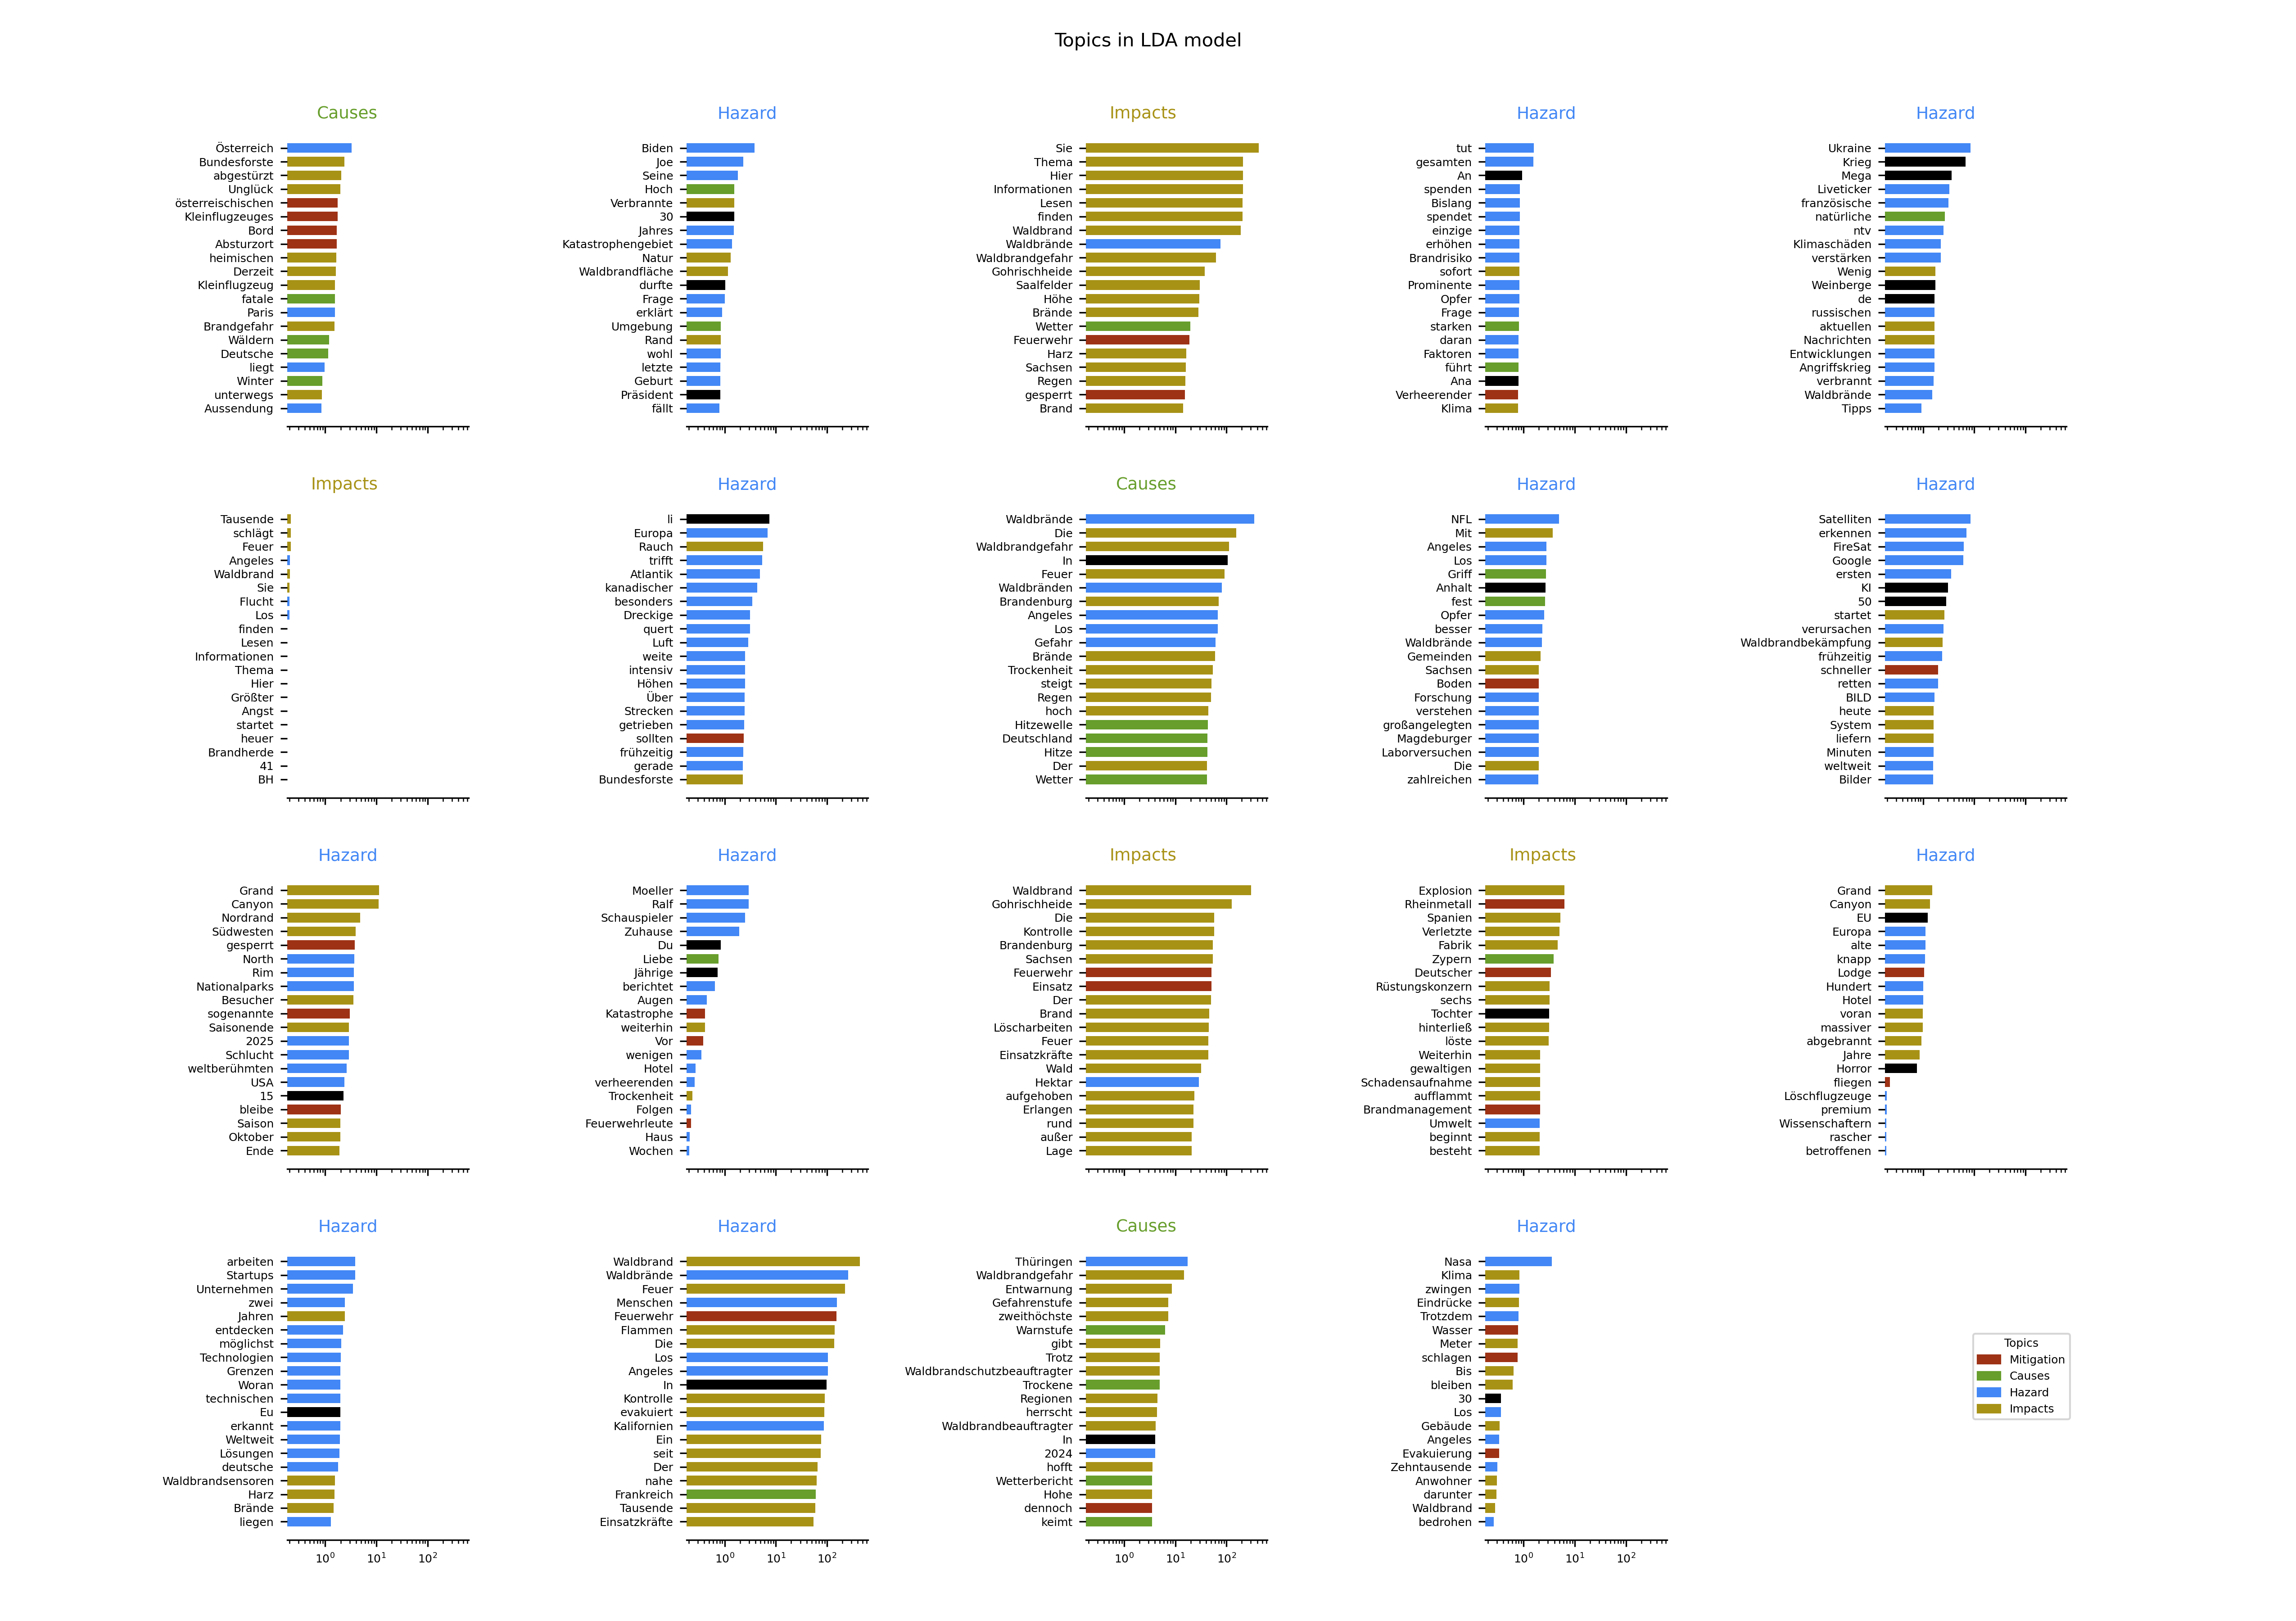 Topics in LDA model
Causes
Österreich
Bundesforste
abgestürzt
Unglück
österreischischen
Kleinflugzeuges
Bord
Absturzort
heimischen
Derzeit
Kleinflugzeug
fatale
Paris
Brandgefahr
Wäldern
Deutsche
liegt
Winter
unterwegs
Aussendung
Hazard
Biden
Joe
Seine
Hoch
Verbrannte
30
Jahres
Katastrophengebiet
Natur
Waldbrandfläche
durfte
Frage
erklärt
Umgebung
Rand
wohl
letzte
Geburt
Präsident
fällt
Impacts
Sie
Thema
Hier
Informationen
Lesen
finden
Waldbrand
Waldbrände
Waldbrandgefahr
Gohrischheide
Saalfelder
Höhe
Brände
Wetter
Feuerwehr
Harz
Sachsen
Regen
gesperrt
Brand
Hazard
tut
gesamten
An
spenden
Bislang
spendet
einzige
erhöhen
Brandrisiko
sofort
Prominente
Opfer
Frage
starken
daran
Faktoren
führt
Ana
Verheerender
Klima
Hazard
Ukraine
Krieg
Mega
Liveticker
französische
natürliche
ntv
Klimaschäden
verstärken
Wenig
Weinberge
de
russischen
aktuellen
Nachrichten
Entwicklungen
Angriffskrieg
verbrannt
Waldbrände
Tipps
Impacts
Tausende
schlägt
Feuer
Angeles
Waldbrand
Sie
Flucht
Los
finden
Lesen
Informationen
Thema
Hier
Größter
Angst
startet
heuer
Brandherde
41
BH
Hazard
li
Europa
Rauch
trifft
Atlantik
kanadischer
besonders
Dreckige
quert
Luft
weite
intensiv
Höhen
Über
Strecken
getrieben
sollten
frühzeitig
gerade
Bundesforste
Causes
Waldbrände
Die
Waldbrandgefahr
In
Feuer
Waldbränden
Brandenburg
Angeles
Los
Gefahr
Brände
Trockenheit
steigt
Regen
hoch
Hitzewelle
Deutschland
Hitze
Der
Wetter
Hazard
NFL
Mit
Angeles
Los
Griff
Anhalt
fest
Opfer
besser
Waldbrände
Gemeinden
Sachsen
Boden
Forschung
verstehen
großangelegten
Magdeburger
Laborversuchen
Die
zahlreichen
Hazard
Satelliten
erkennen
FireSat
Google
ersten
KI
50
startet
verursachen
Waldbrandbekämpfung
frühzeitig
schneller
retten
BILD
heute
System
liefern
Minuten
weltweit
Bilder
Hazard
Grand
Canyon
Nordrand
Südwesten
gesperrt
North
Rim
Nationalparks
Besucher
sogenannte
Saisonende
2025
Schlucht
weltberühmten
USA
15
bleibe
Saison
Oktober
Ende
Hazard
Moeller
Ralf
Schauspieler
Zuhause
Du
Liebe
Jährige
berichtet
Augen
Katastrophe
weiterhin
Vor
wenigen
Hotel
verheerenden
Trockenheit
Folgen
Feuerwehrleute
Haus
Wochen
Impacts
Waldbrand
Gohrischheide
Die
Kontrolle
Brandenburg
Sachsen
Feuerwehr
Einsatz
Der
Brand
Löscharbeiten
Feuer
Einsatzkräfte
Wald
Hektar
aufgehoben
Erlangen
rund
außer
Lage
Impacts
Explosion
Rheinmetall
Spanien
Verletzte
Fabrik
Zypern
Deutscher
Rüstungskonzern
sechs
Tochter
hinterließ
löste
Weiterhin
gewaltigen
Schadensaufnahme
aufflammt
Brandmanagement
Umwelt
beginnt
besteht
Hazard
Grand
Canyon
EU
Europa
alte
knapp
Lodge
Hundert
Hotel
voran
massiver
abgebrannt
Jahre
Horror
fliegen
Löschflugzeuge
premium
Wissenschaftern
rascher
betroffenen
Hazard
arbeiten
Startups
Unternehmen
zwei
Jahren
entdecken
möglichst
Technologien
Grenzen
Woran
technischen
Eu
erkannt
Weltweit
Lösungen
deutsche
Waldbrandsensoren
Harz
Brände
liegen
10⁰ 10¹ 10²
Hazard
Waldbrand
Waldbrände
Feuer
Menschen
Feuerwehr
Flammen
Die
Los
Angeles
In
Kontrolle
evakuiert
Kalifornien
Ein
seit
Der
nahe
Frankreich
Tausende
Einsatzkräfte
10⁰ 10¹ 10²
Causes
Thüringen
Waldbrandgefahr
Entwarnung
Gefahrenstufe
zweithöchste
Warnstufe
gibt
Trotz
Waldbrandschutzbeauftragter
Trockene
Regionen
herrscht
Waldbrandbeauftragter
In
2024
hofft
Wetterbericht
Hohe
dennoch
keimt
10⁰ 10¹ 10²
Hazard
Nasa
Klima
zwingen
Eindrücke
Trotzdem
Wasser
Meter
schlagen
Bis
bleiben
30
Los
Gebäude
Angeles
Evakuierung
Zehntausende
Anwohner
darunter
Waldbrand
bedrohen
10⁰ 10¹ 10²
Topics
Mitigation
Causes
Hazard
Impacts